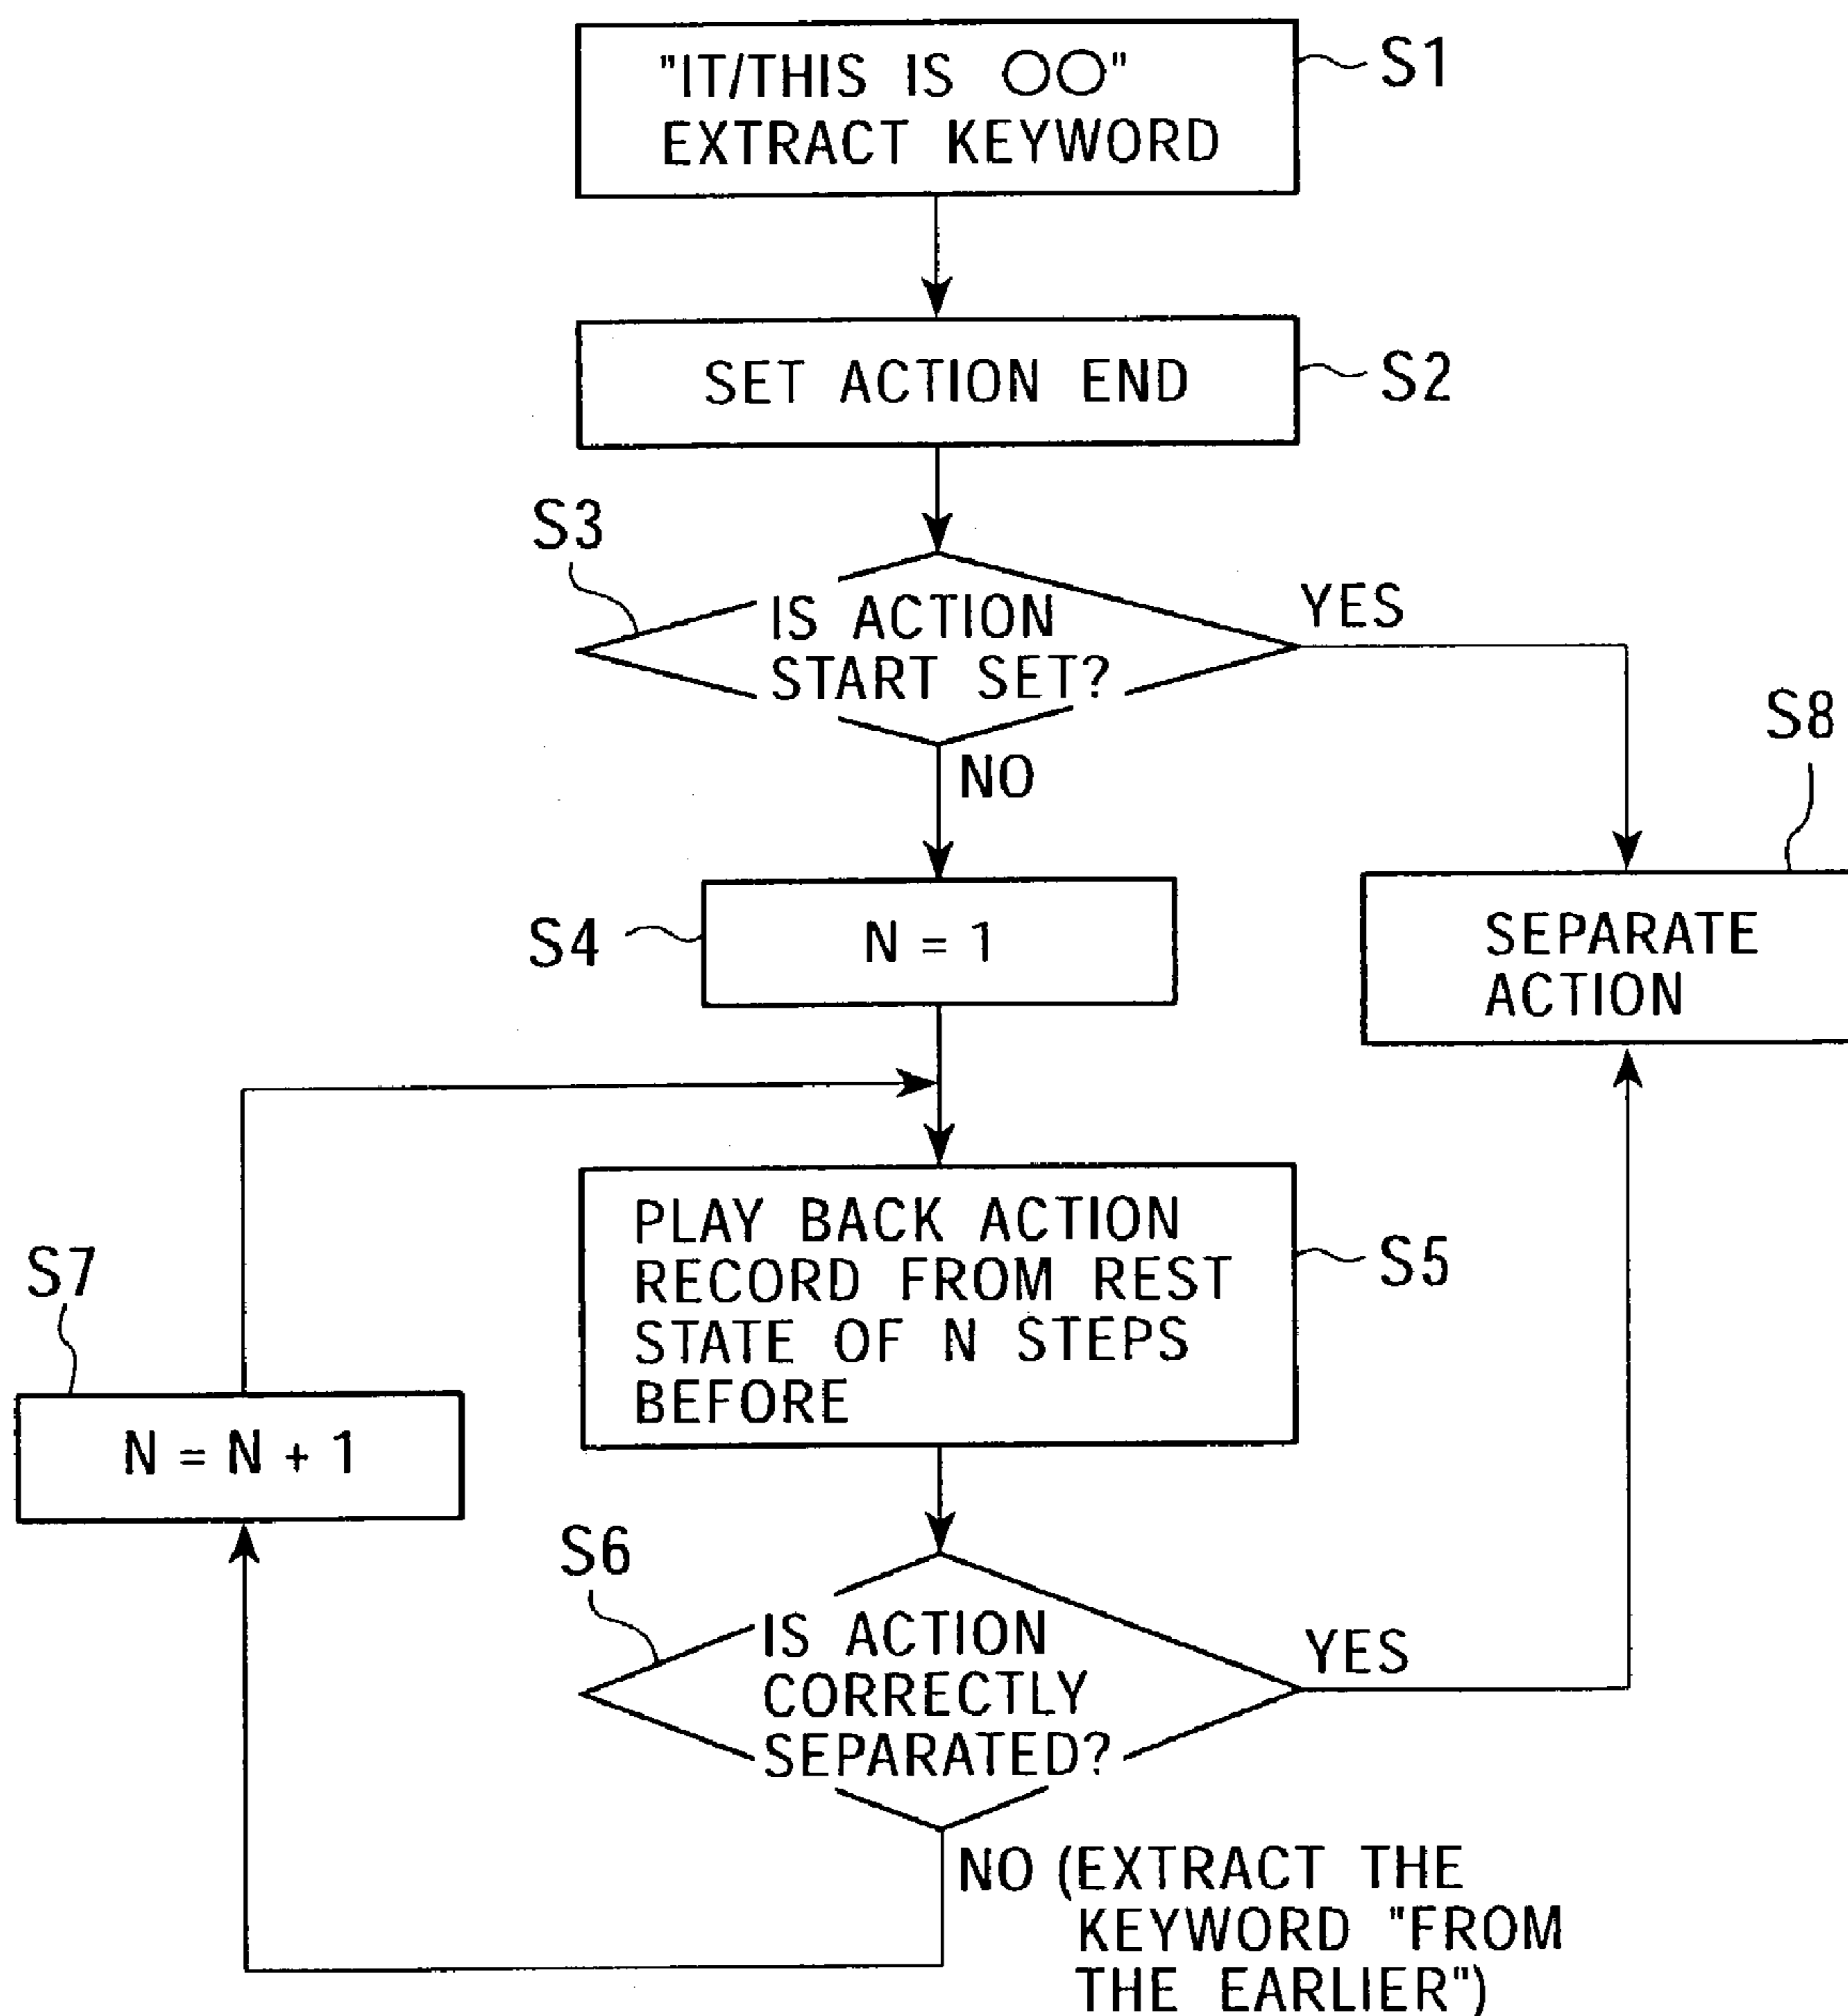 "IT/THIS IS ○○"
EXTRACT KEYWORD
S1
SET ACTION END
S2
S3
IS ACTION
START SET?
YES
NO
S8
SEPARATE
ACTION
S4
N = 1
PLAY BACK ACTION
RECORD FROM REST
STATE OF N STEPS
BEFORE
S5
S7
N = N + 1
S6
IS ACTION
CORRECTLY
SEPARATED?
YES
NO (EXTRACT THE
KEYWORD "FROM
THE EARLIER")